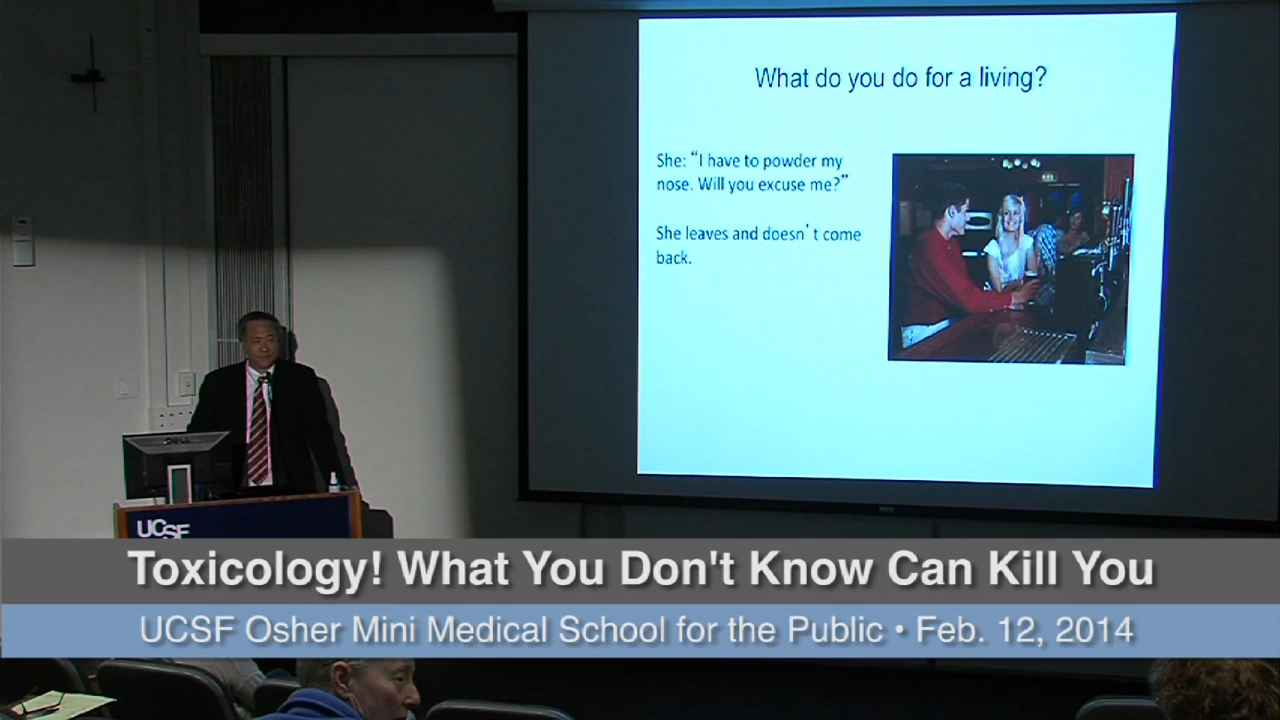 What do you do for a living?
She: “I have to powder my
nose. Will you excuse me?”
She leaves and doesn’t come
back.
UCSF
Toxicology! What You Don't Know Can Kill You
UCSF Osher Mini Medical School for the Public • Feb. 12, 2014